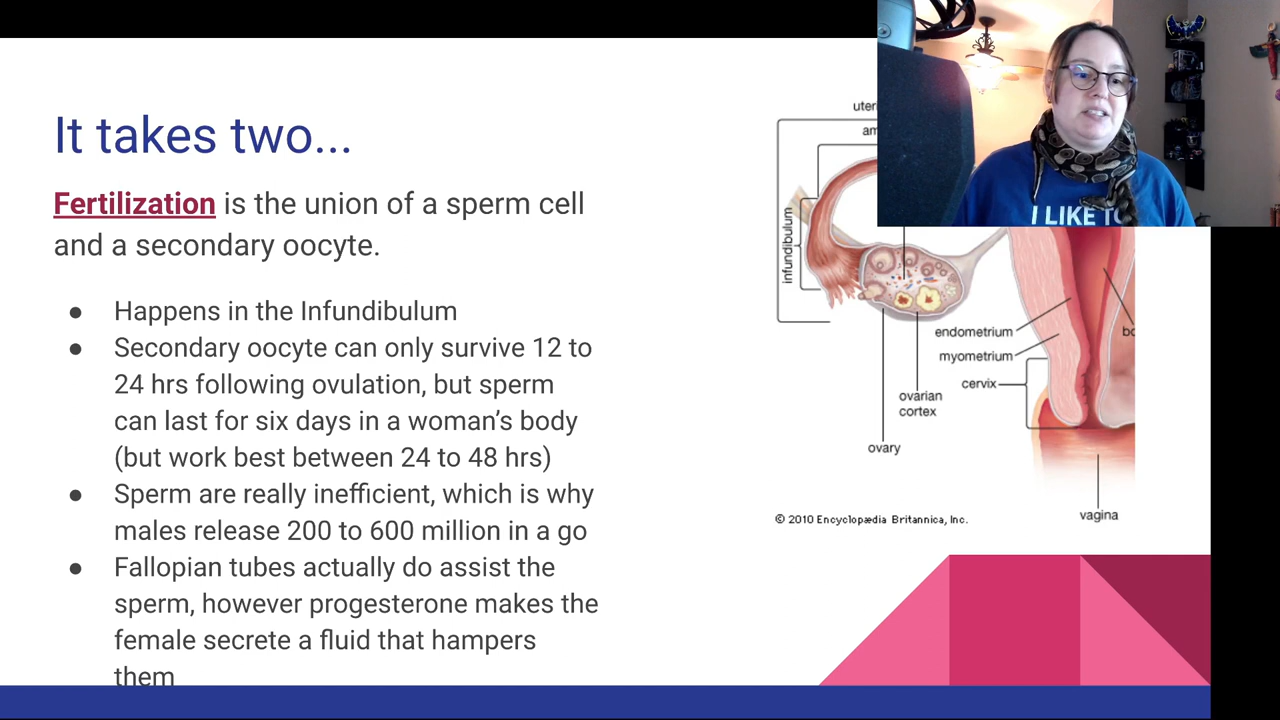 It takes two...
Fertilization is the union of a sperm cell
and a secondary oocyte.
● Happens in the Infundibulum
● Secondary oocyte can only survive 12 to
24 hrs following ovulation, but sperm
can last for six days in a woman's body
(but work best between 24 to 48 hrs)
● Sperm are really inefficient, which is why
males release 200 to 600 million in a go
● Fallopian tubes actually do assist the
sperm, however progesterone makes the
female secrete a fluid that hampers
them
infundibulum
endometrium
myometrium
cervix
ovarian
cortex
ovary
vagina
© 2010 Encyclopædia Britannica, Inc.
I LIKE